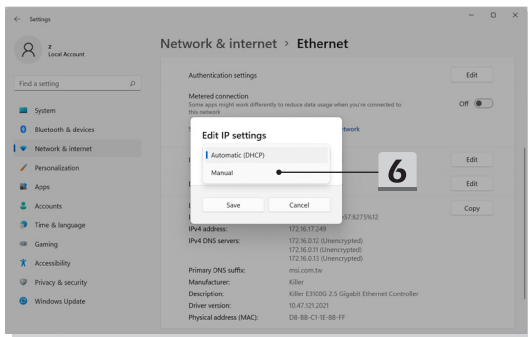 Settings
z
Local Account
Find a setting
System
Bluetooth & devices
Network & internet
Personalization
Apps
Accounts
Time & language
Gaming
Accessibility
Privacy & security
Windows Update
Network & internet > Ethernet
Authentication settings
Edit
Metered connection
Some apps might work differently to reduce data usage when you're connected to
this network
Off
Edit IP settings
Automatic (DHCP)
Manual
6
Save
Cancel
Edit
Edit
Copy
:57:8275%12
IPv4 address: 172.16.17.249
IPv4 DNS servers: 172.16.0.12 (Unencrypted)
172.16.0.11 (Unencrypted)
172.16.0.13 (Unencrypted)
Primary DNS suffix: msi.com.tw
Manufacturer: Killer
Description: Killer E3100G 2.5 Gigabit Ethernet Controller
Driver version: 10.47.121.2021
Physical address (MAC): D8-BB-C1-1E-8B-FF